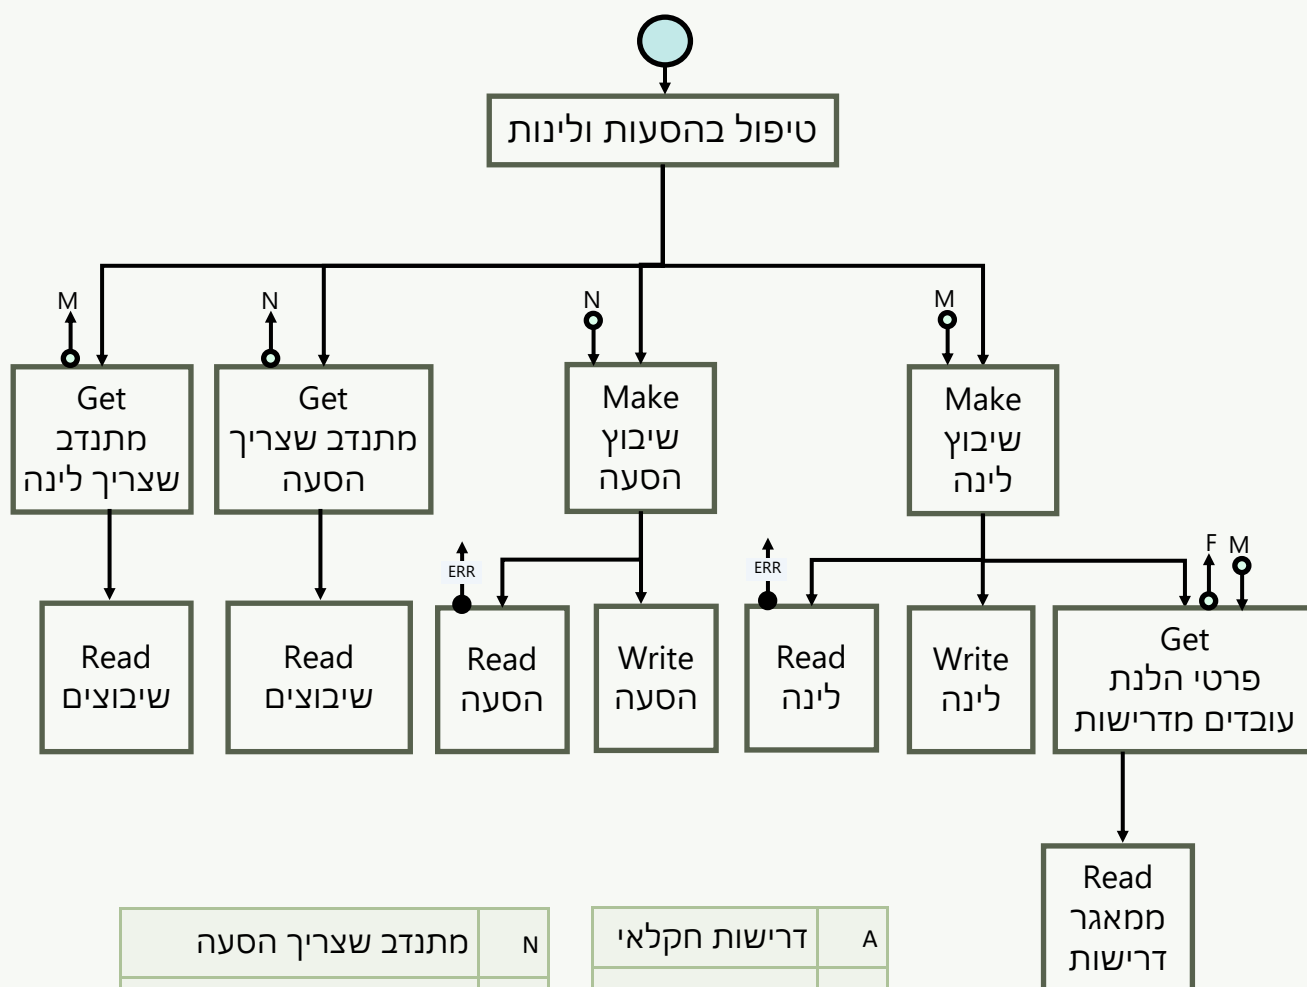 טיפול בהסעות ולינות
M
N
N
M
Get
מתנדב
שצריך לינה
Get
מתנדב שצריך
הסעה
Make
שיבוץ
הסעה
Make
שיבוץ
לינה
ERR
ERR
F
M
Read
שיבוצים
Read
שיבוצים
Read
הסעה
Write
הסעה
Read
לינה
Write
לינה
Get
פרטי הלנת
עובדים מדרישות
Read
ממאגר
דרישות
מתנדב שצריך הסעה
N
דרישות חקלאי
A